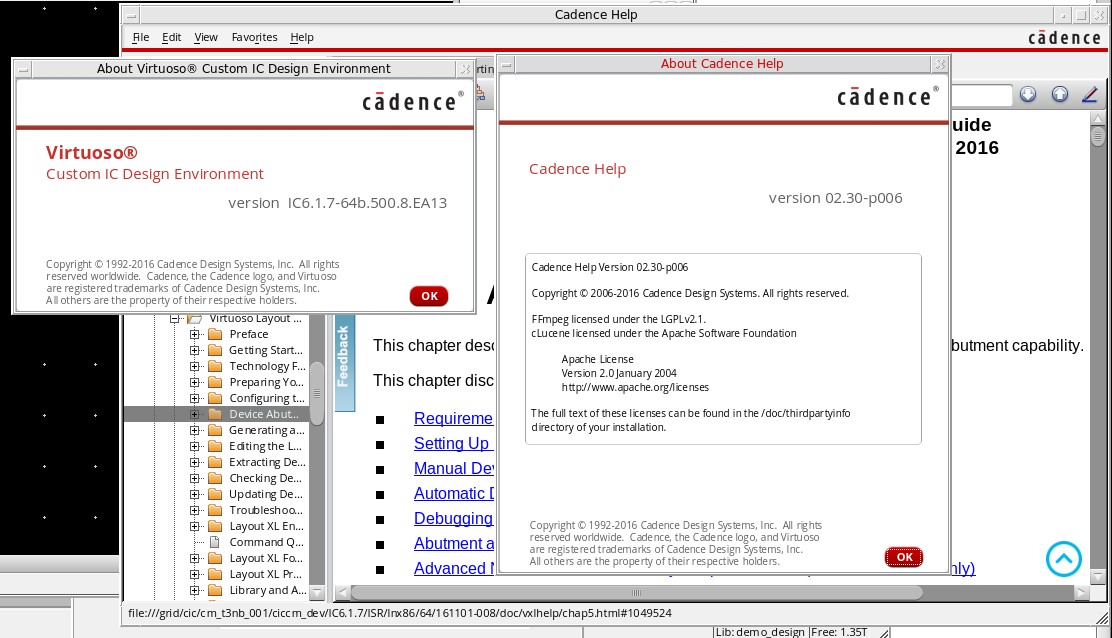 Cadence Help
File Edit View Favorites Help
cādence
About Virtuoso® Custom IC Design Environment
cādence®
Virtuoso®
Custom IC Design Environment
version IC6.1.7-64b.500.8.EA13
Copyright © 1992-2016 Cadence Design Systems, Inc. All rights
reserved worldwide. Cadence, the Cadence logo, and Virtuoso
are registered trademarks of Cadence Design Systems, Inc.
All others are the property of their respective holders.
OK
About Cadence Help
cādence®
Cadence Help
version 02.30-p006
Cadence Help Version 02.30-p006
Copyright © 2006-2016 Cadence Design Systems. All rights reserved.
FFmpeg licensed under the LGPLv2.1.
cLucene licensed under the Apache Software Foundation
Apache License
Version 2.0 January 2004
http://www.apache.org/licenses
The full text of these licenses can be found in the /doc/thirdpartyinfo
directory of your installation.
Copyright © 1992-2016 Cadence Design Systems, Inc. All rights
reserved worldwide. Cadence, the Cadence logo, and Virtuoso
are registered trademarks of Cadence Design Systems, Inc.
All others are the property of their respective holders.
OK
uide
2016
Virtuoso Layout ...
Preface
Getting Start...
Technology F...
Preparing Yo...
Configuring t...
Device Abut...
Generating a...
Editing the L...
Extracting De...
Checking De...
Updating De...
Troubleshoo...
Layout XL En...
Command Q...
Layout XL Fo...
Layout XL Pr...
Library and A...
Feedback
This chapter desc
butment capability.
This chapter disc
Requireme
Setting Up
Manual Dev
Automatic D
Debugging
Abutment a
Advanced N
nly)
file:///grid/cic/cm_t3nb_001/ciccm_dev/IC6.1.7/ISR/lnx86/64/161101-008/doc/vxlhelp/chap5.html#1049524
Lib: demo_design |Free: 1.35T